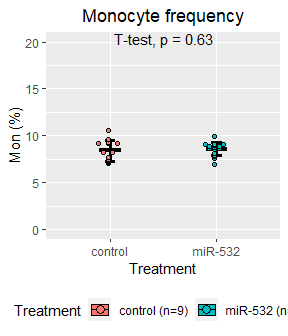 Monocyte frequency
T-test, p = 0.63
20
15
10
5
0
Mon (%)
control
miR-532
Treatment
Treatment control (n=9) miR-532 (n